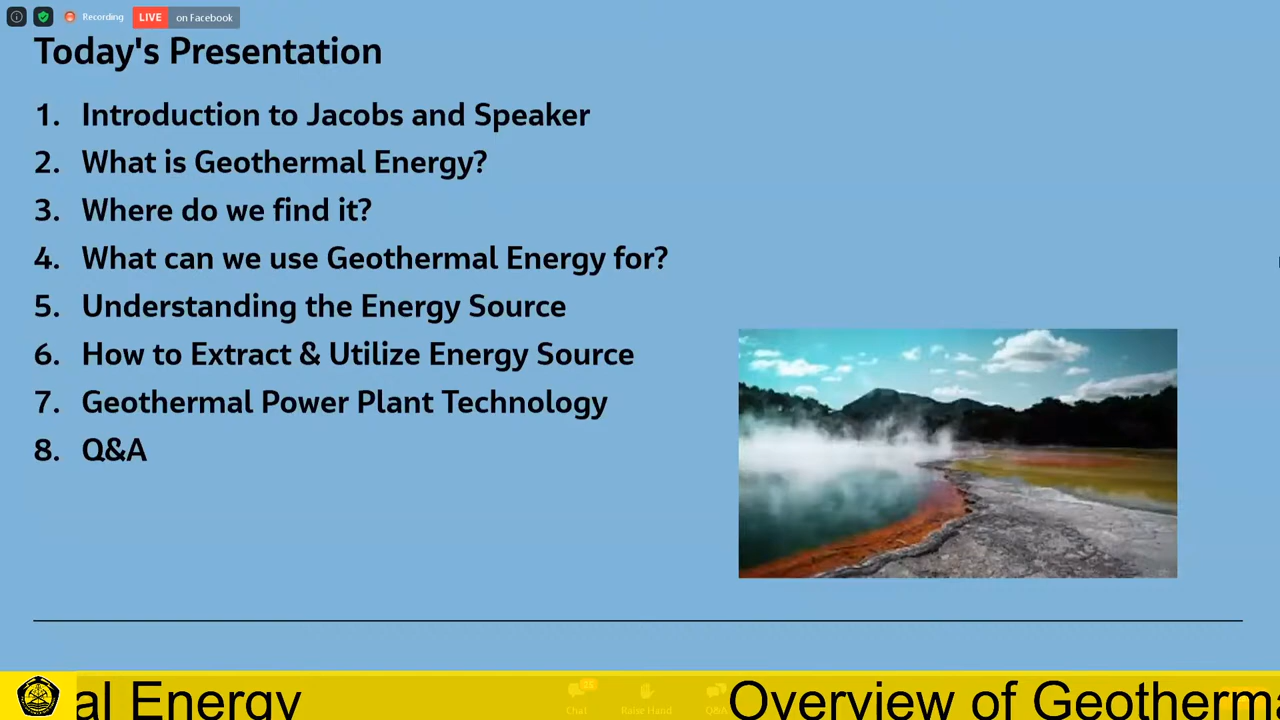 Recording
LIVE on Facebook
Today's Presentation
1. Introduction to Jacobs and Speaker
2. What is Geothermal Energy?
3. Where do we find it?
4. What can we use Geothermal Energy for?
5. Understanding the Energy Source
6. How to Extract & Utilize Energy Source
7. Geothermal Power Plant Technology
8. Q&A
al Energy
Chat
Raise Hand
Q&A
Overview of Geotherma